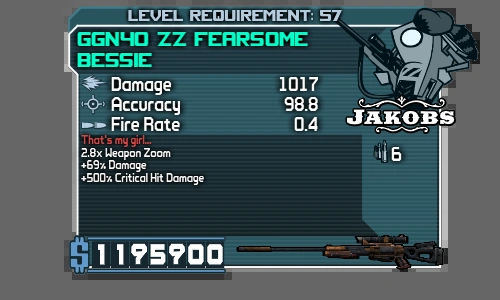 LEVEL REQUIREMENT: 57
GGN40 ZZ FEARSOME
BESSIE
Damage 1017
Accuracy 98.8
Fire Rate 0.4
JAKOBS
6
That's my girl...
2.8x Weapon Zoom
+69% Damage
+500% Critical Hit Damage
$1195900